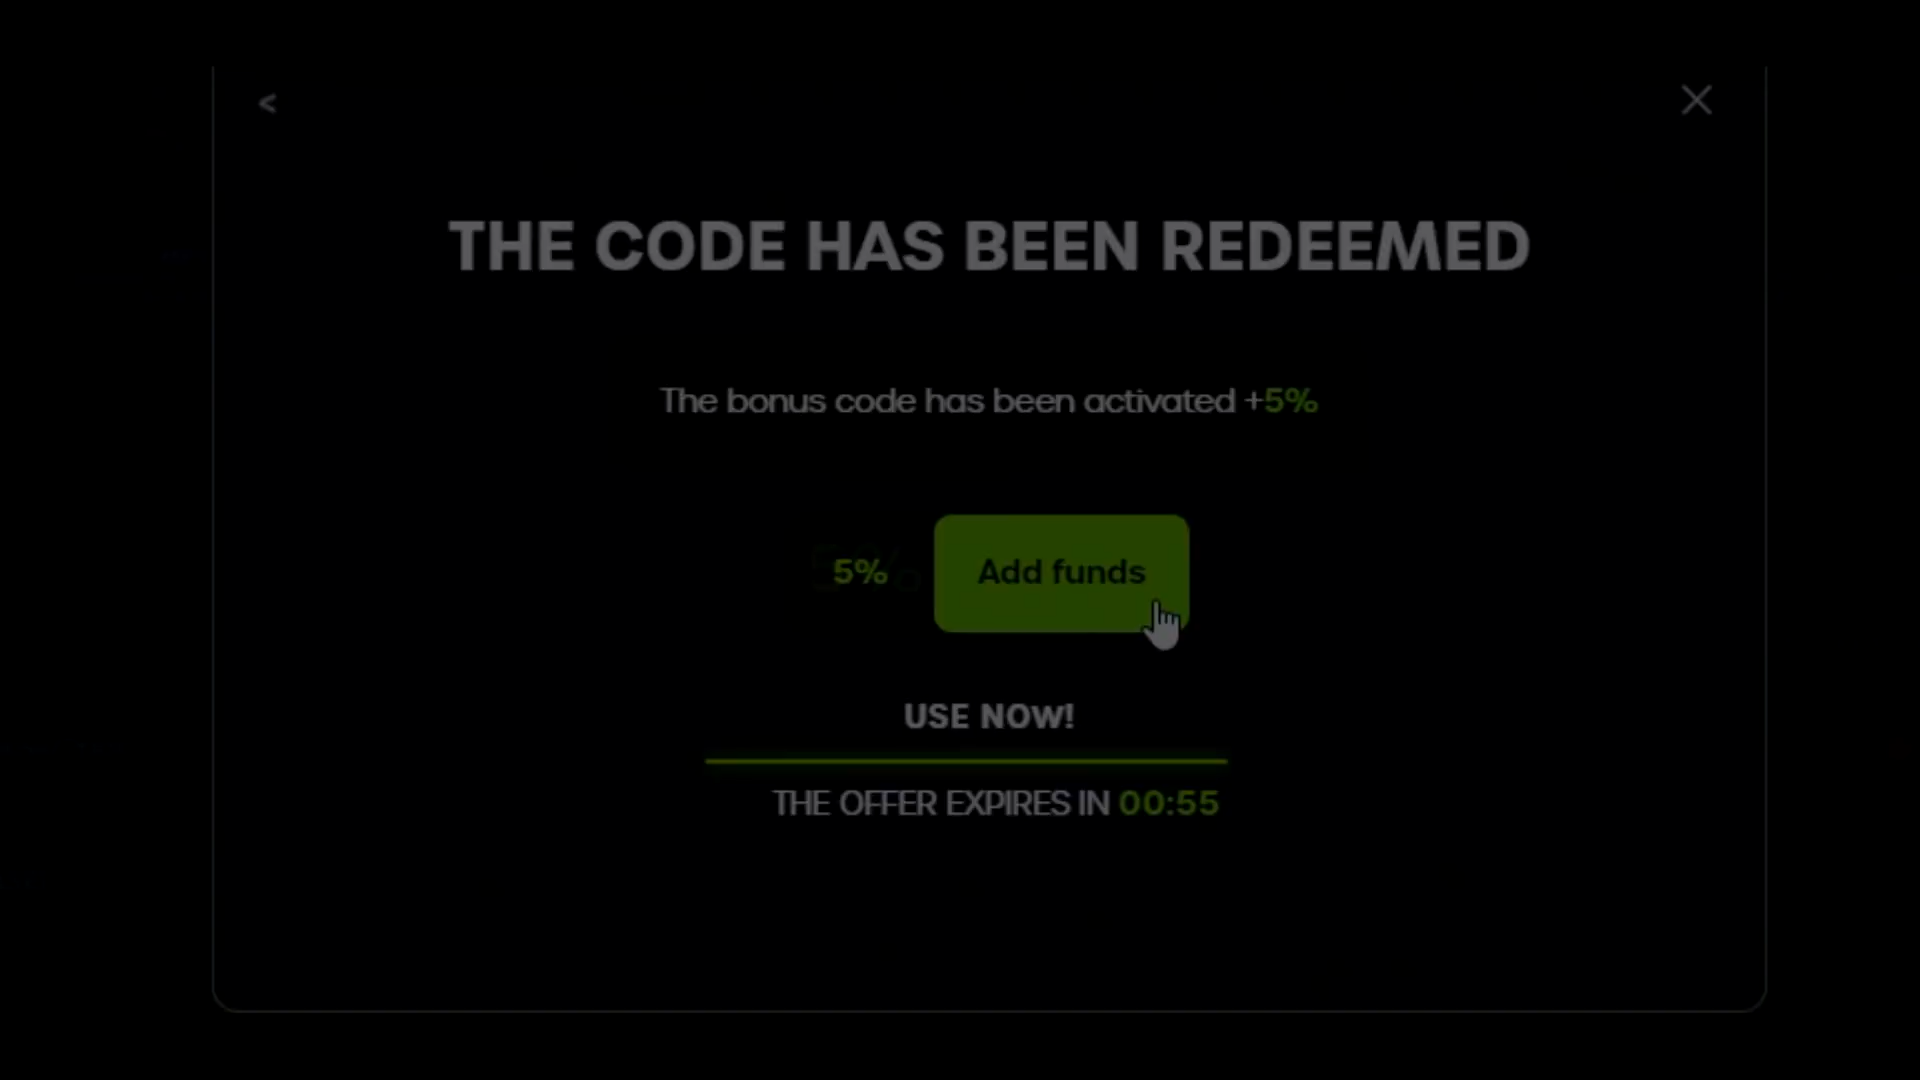 <
THE CODE HAS BEEN REDEEMED
The bonus code has been activated +5%
5% Add funds
USE NOW!
THE OFFER EXPIRES IN 00:55